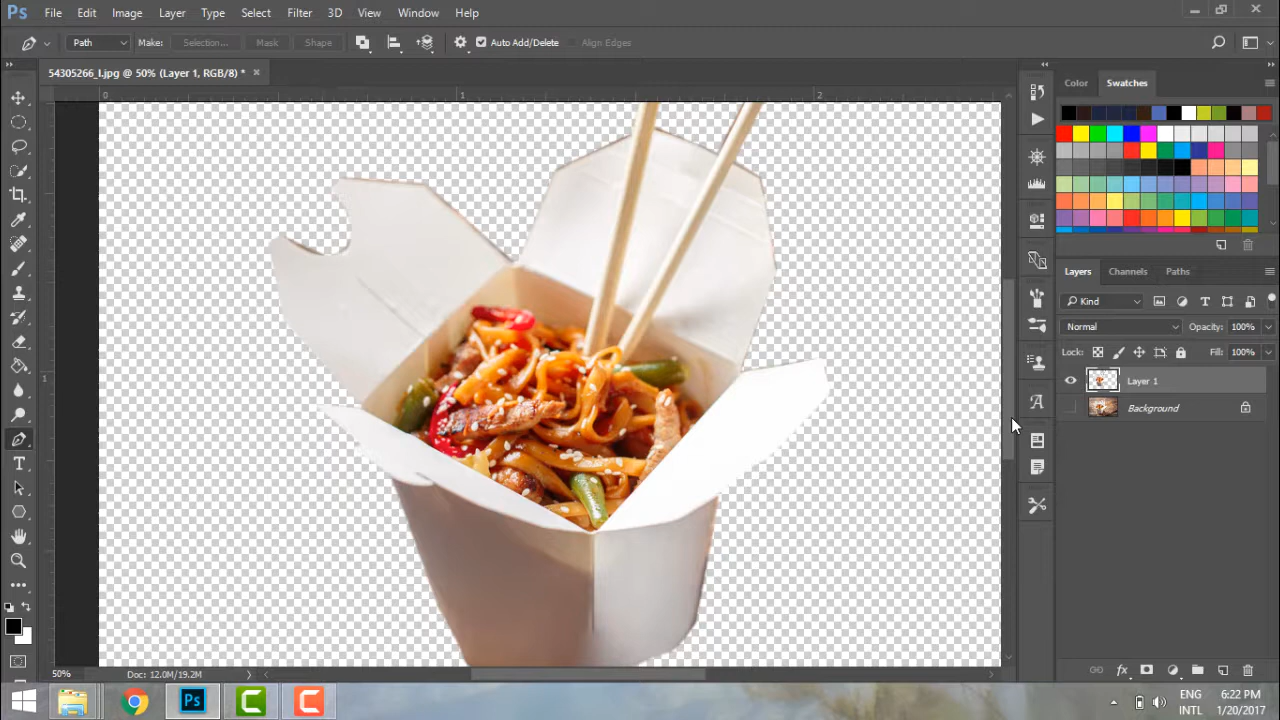 Ps File Edit Image Layer Type Select Filter 3D View Window Help
Path Make: Selection... Mask Shape Auto Add/Delete Align Edges
54305266_l.jpg @ 50% (Layer 1, RGB/8) *
0 1 2
1
Color Swatches
Layers Channels Paths
Kind
Normal Opacity: 100%
Lock: Fill: 100%
Layer 1
Background
50% Doc: 12.0M/19.2M
ENG 6:22 PM
INTL 1/20/2017